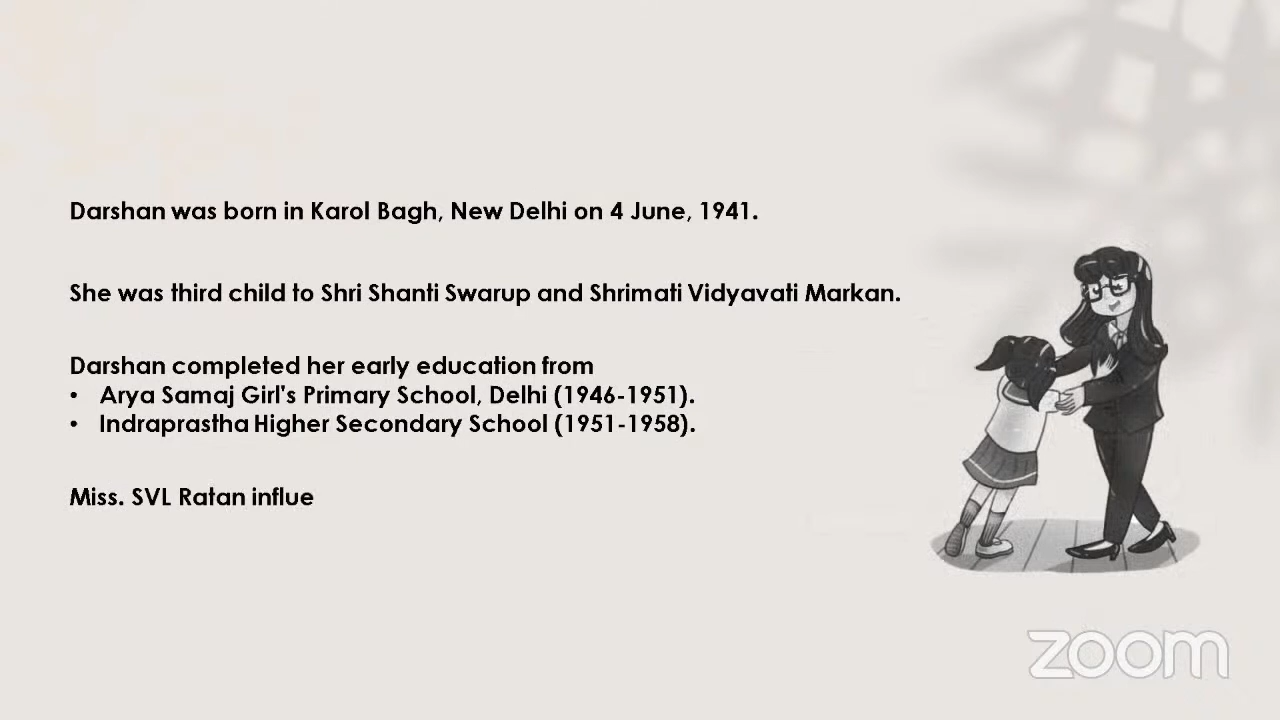 Darshan was born in Karol Bagh, New Delhi on 4 June, 1941.
She was third child to Shri Shanti Swarup and Shrimati Vidyavati Markan.
Darshan completed her early education from
• Arya Samaj Girl's Primary School, Delhi (1946-1951).
• Indraprastha Higher Secondary School (1951-1958).
Miss. SVL Ratan influe
zoom